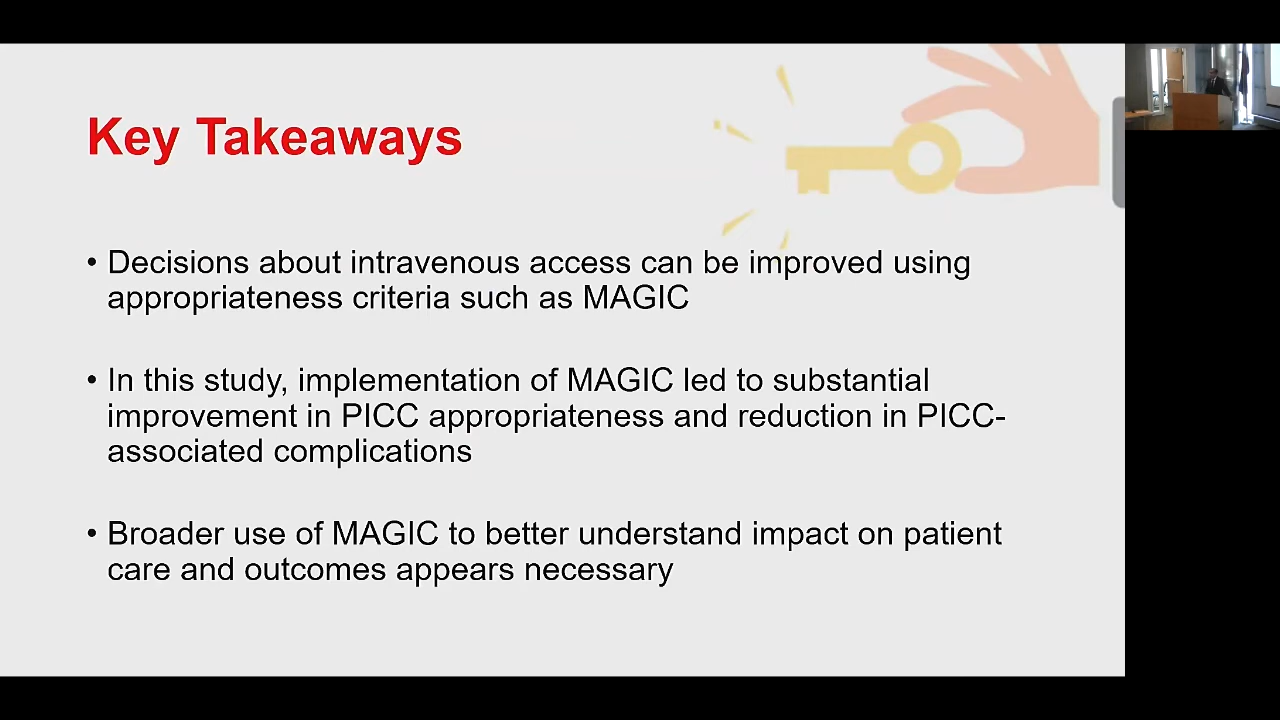 Key Takeaways
• Decisions about intravenous access can be improved using
appropriateness criteria such as MAGIC
• In this study, implementation of MAGIC led to substantial
improvement in PICC appropriateness and reduction in PICC-
associated complications
• Broader use of MAGIC to better understand impact on patient
care and outcomes appears necessary